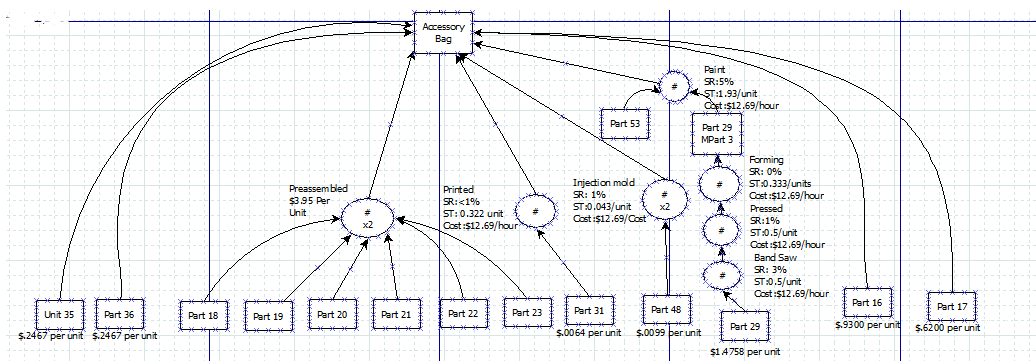 Accessory
Bag
Paint
SR:5%
ST:1.93/unit
Cost:$12.69/hour
#
Part 53
Part 29
MPart 3
Forming
SR: 0%
ST:0.333/units
Cost:$12.69/hour
#
Pressed
SR:1%
ST:0.5/unit
Cost:$12.69/hour
#
Band Saw
SR: 3%
ST:0.5/unit
Cost:$12.69/hour
#
Preassembled
$3.95 Per
Unit
#
x2
Printed
SR:<1%
ST: 0.322 unit
Cost:$12.69/hour
#
Injection mold
SR: 1%
ST:0.043/unit
Cost:$12.69/Cost
#
x2
Unit 35
$.2467 per unit
Part 36
$.2467 per unit
Part 18
Part 19
Part 20
Part 21
Part 22
Part 23
Part 31
$.0064 per unit
Part 48
$.0099 per unit
Part 29
$1.4758 per unit
Part 16
$.9300 per unit
Part 17
$.6200 per unit